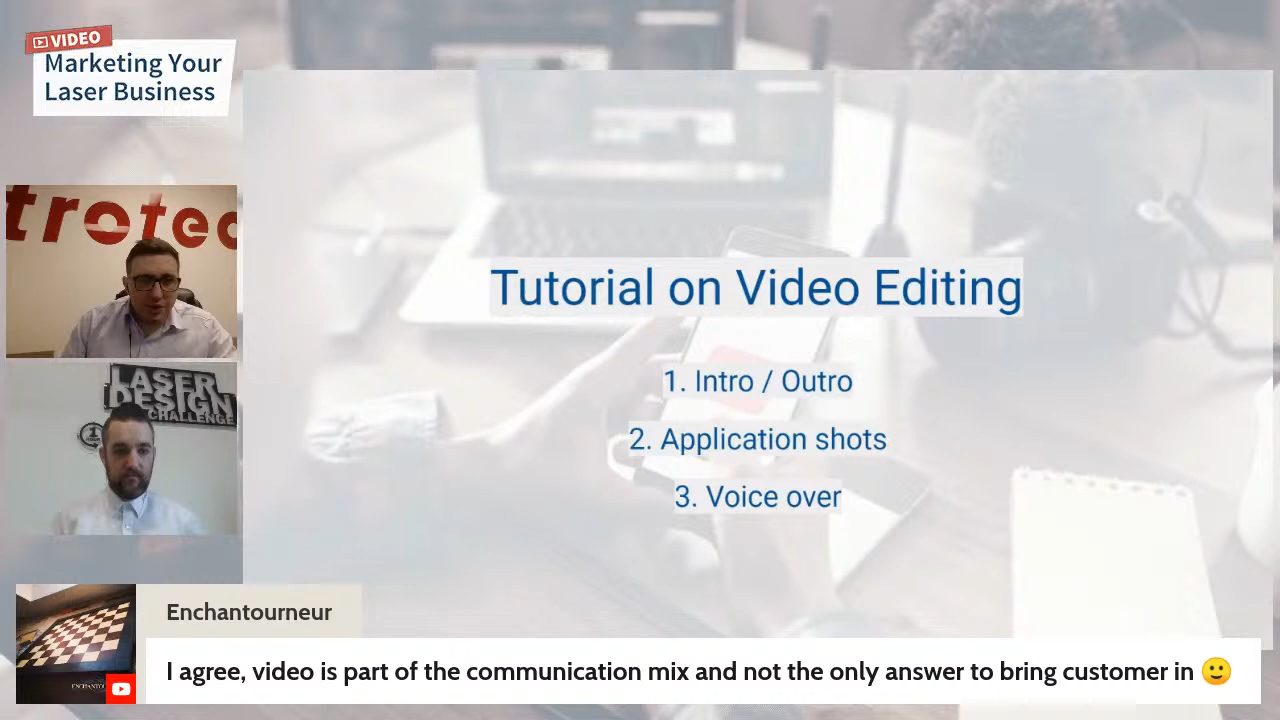 VIDEO
Marketing Your
Laser Business
trotec
LASER
DESIGN
CHALLENGE
1
Tutorial on Video Editing
1. Intro / Outro
2. Application shots
3. Voice over
Enchantourneur
I agree, video is part of the communication mix and not the only answer to bring customer in 🙂